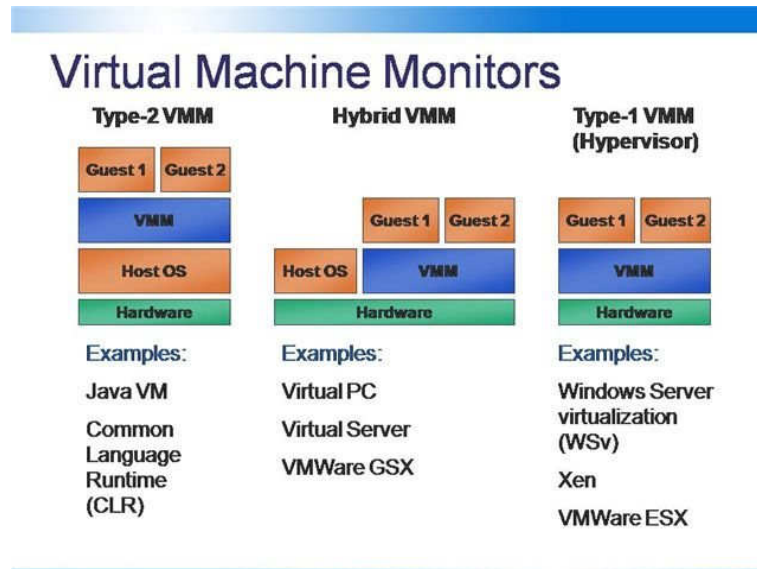 Virtual Machine Monitors
Type-2 VMM
Guest 1 Guest 2
VMM
Host OS
Hardware
Examples:
Java VM
Common
Language
Runtime
(CLR)
Hybrid VMM
Guest 1 Guest 2
Host OS VMM
Hardware
Examples:
Virtual PC
Virtual Server
VMWare GSX
Type-1 VMM
(Hypervisor)
Guest 1 Guest 2
VMM
Hardware
Examples:
Windows Server
virtualization
(WSv)
Xen
VMWare ESX